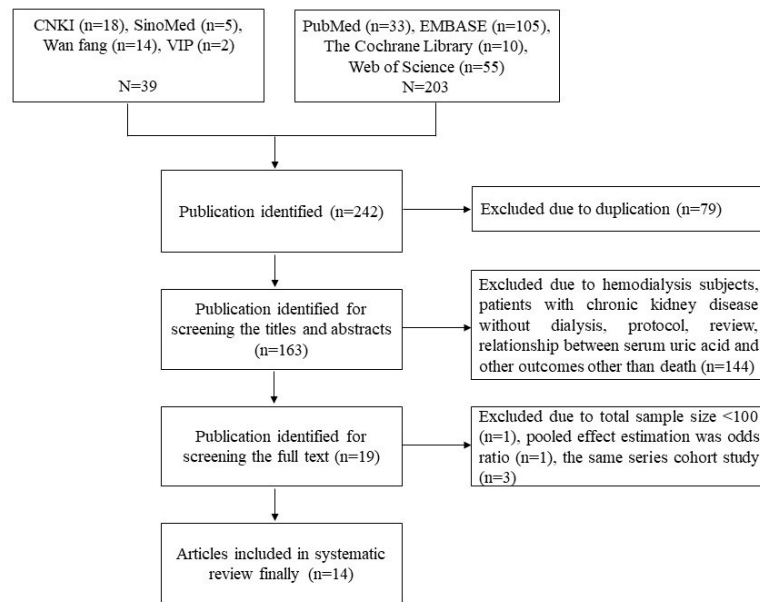 CNKI (n=18), SinoMed (n=5),
Wan fang (n=14), VIP (n=2)
N=39
PubMed (n=33), EMBASE (n=105),
The Cochrane Library (n=10),
Web of Science (n=55)
N=203
Publication identified (n=242)
Excluded due to duplication (n=79)
Publication identified for
screening the titles and abstracts
(n=163)
Excluded due to hemodialysis subjects,
patients with chronic kidney disease
without dialysis, protocol, review,
relationship between serum uric acid and
other outcomes other than death (n=144)
Publication identified for
screening the full text (n=19)
Excluded due to total sample size <100
(n=1), pooled effect estimation was odds
ratio (n=1), the same series cohort study
(n=3)
Articles included in systematic
review finally (n=14)